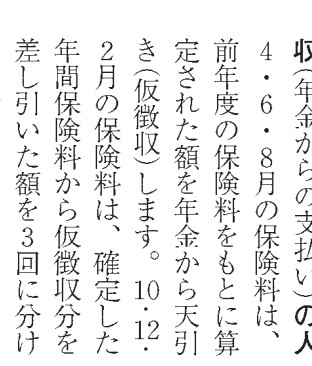 収(年金からの支払い)の人
4・6・8月の保険料は、
前年度の保険料をもとに算
定された額を年金から天引
き(仮徴収)します。10・12・
2月の保険料は、確定した
年間保険料から仮徴収分を
差し引いた額を3回に分け